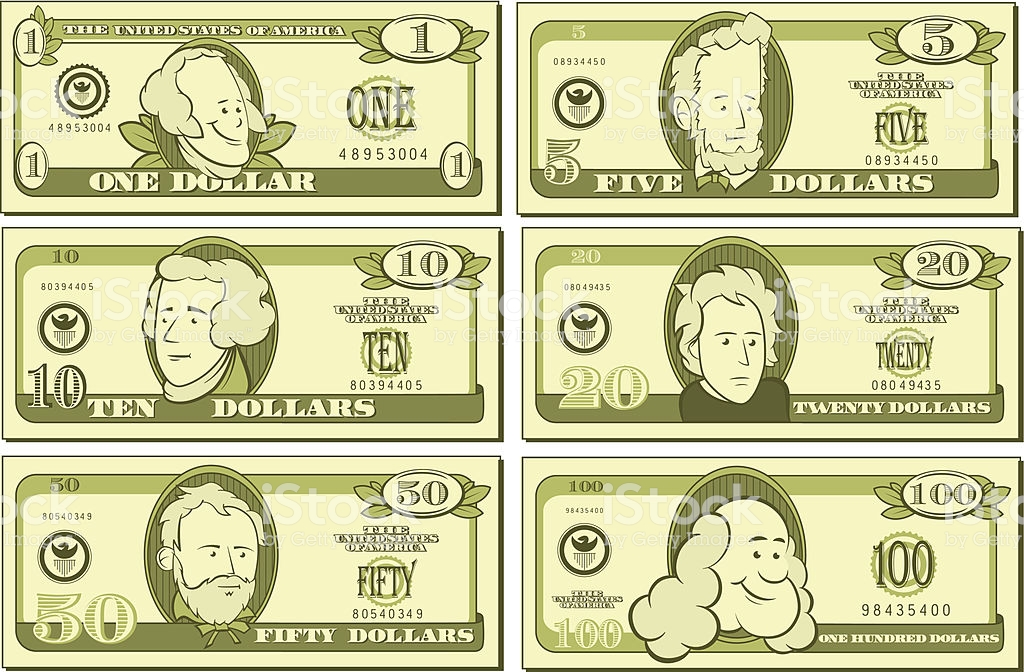 1
THE UNITED STATES OF AMERICA
1
48953004
ONE
48953004
1
ONE DOLLAR
1
5
5
08934450
THE
UNITED STATES
OF AMERICA
FIVE
08934450
5
FIVE DOLLARS
10
10
80394405
THE
UNITED STATES
OF AMERICA
TEN
80394405
10
TEN DOLLARS
20
20
08049435
THE
UNITED STATES
OF AMERICA
TWENTY
08049435
20
TWENTY DOLLARS
50
50
80540349
THE
UNITED STATES
OF AMERICA
FIFTY
80540349
50
FIFTY DOLLARS
100
100
98435400
100
98435400
THE
UNITED STATES
OF AMERICA
100
ONE HUNDRED DOLLARS
iStock
by Getty Images